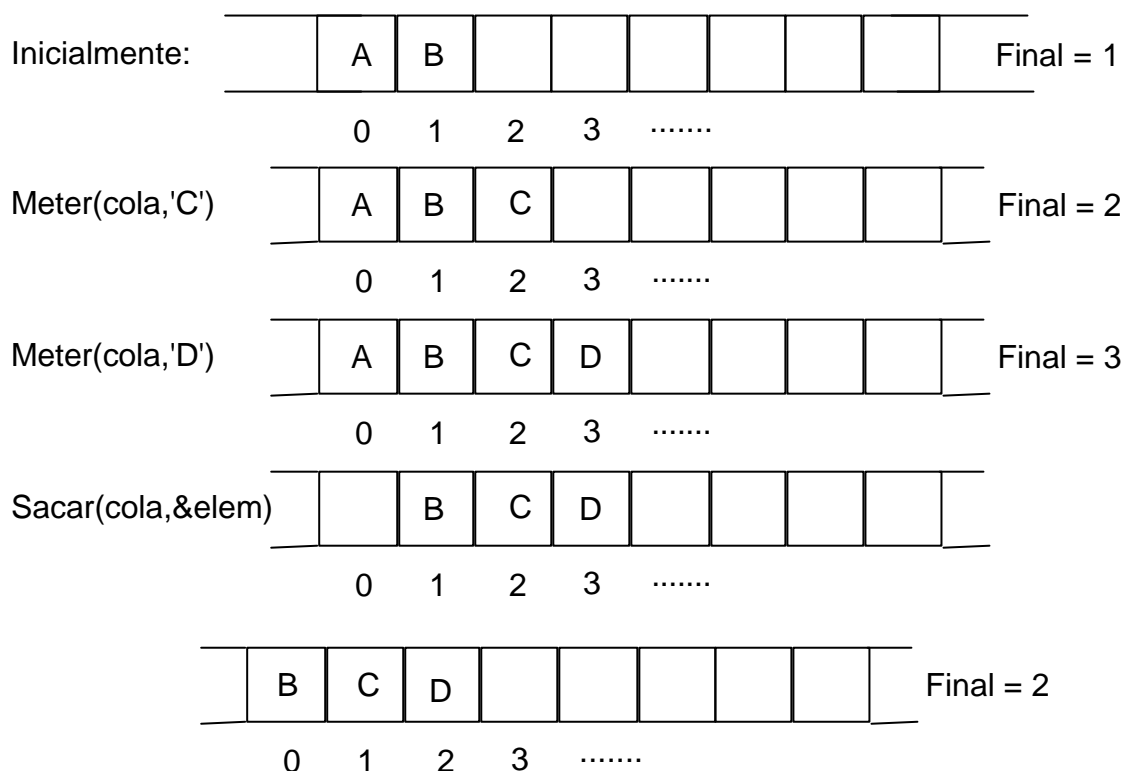 Inicialmente: A B Final = 1
0 1 2 3 .......
Meter(cola,'C') A B C Final = 2
0 1 2 3 .......
Meter(cola,'D') A B C D Final = 3
0 1 2 3 .......
Sacar(cola,&elem) B C D
0 1 2 3 .......
B C D Final = 2
0 1 2 3 .......